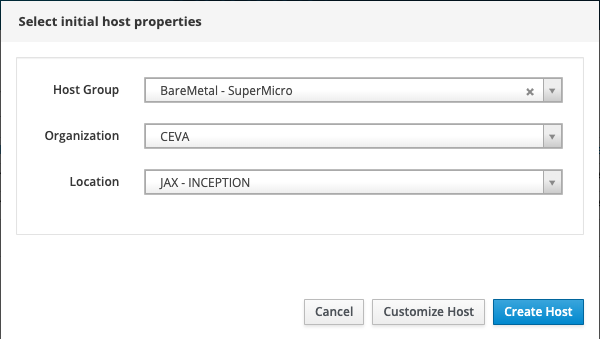 Select initial host properties
Host Group BareMetal - SuperMicro ×
Organization CEVA
Location JAX - INCEPTION
Cancel Customize Host Create Host